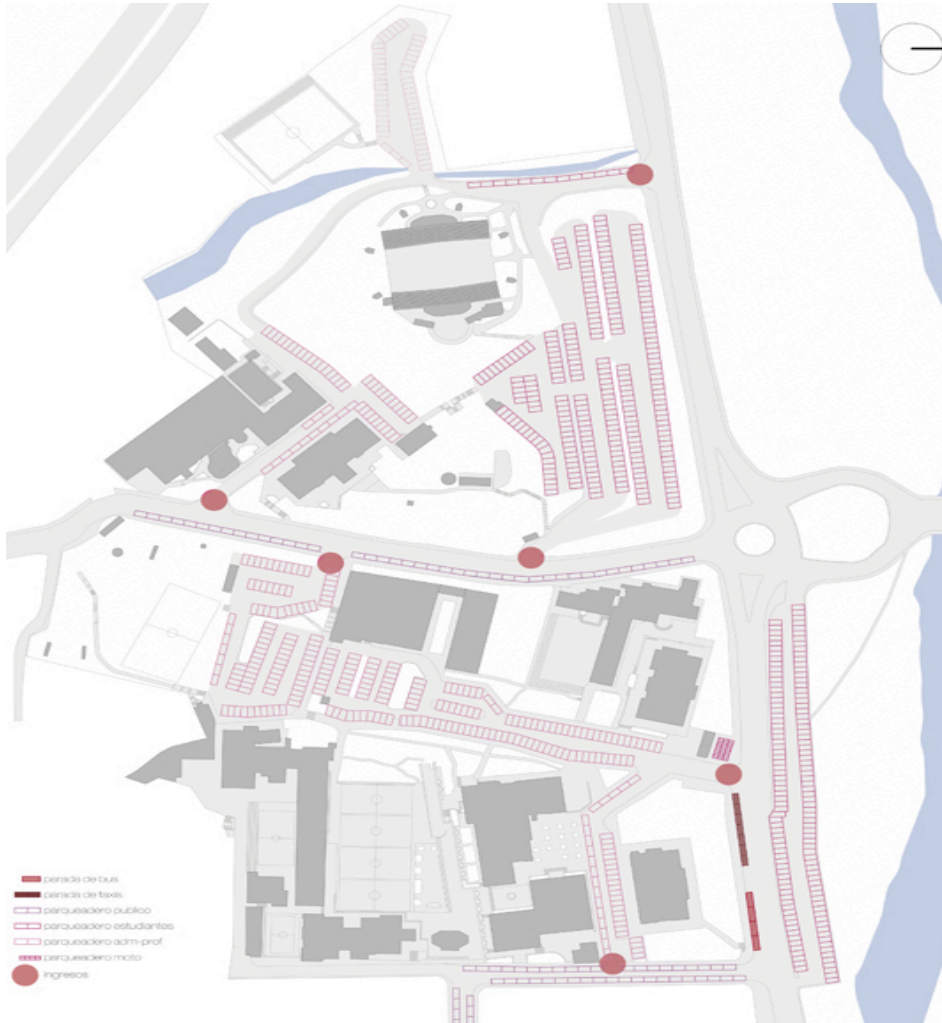 parada de bus
parada de taxis
parqueadero publico
parqueadero estudiantes
parqueadero adm-prof
parqueadero moto
ingresos